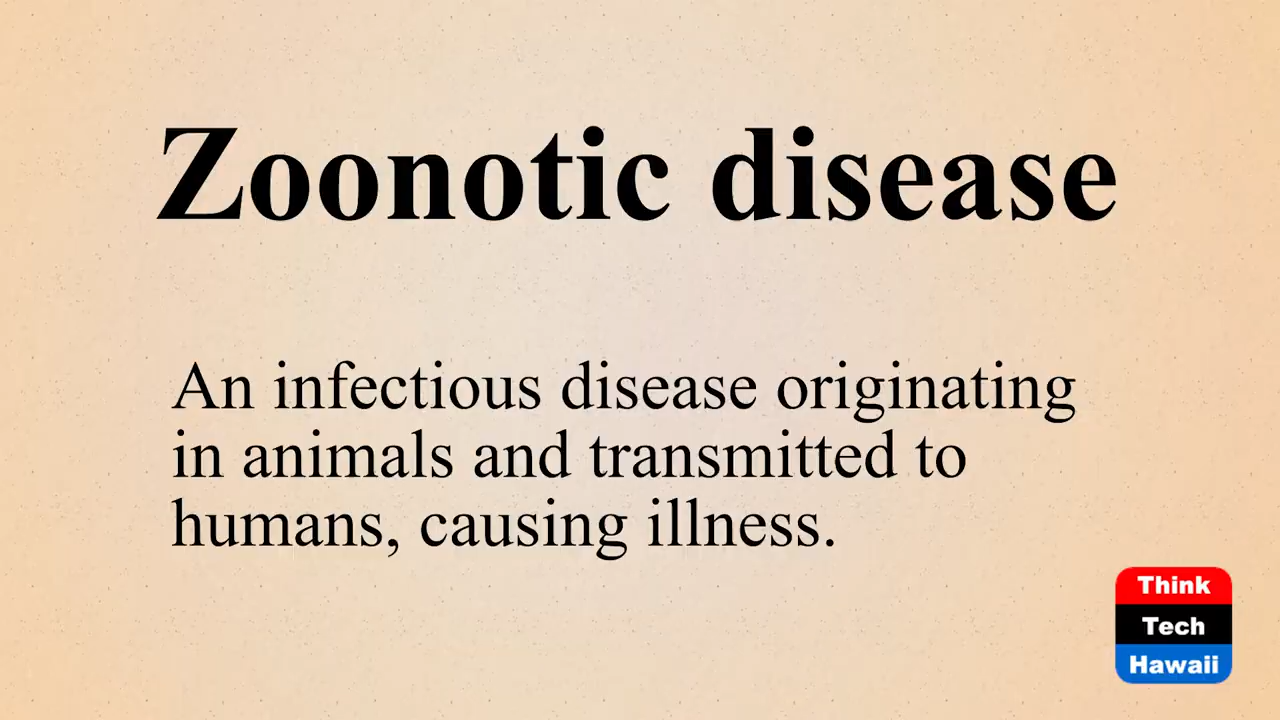 Zoonotic disease
An infectious disease originating
in animals and transmitted to
humans, causing illness.
Think
Tech
Hawaii